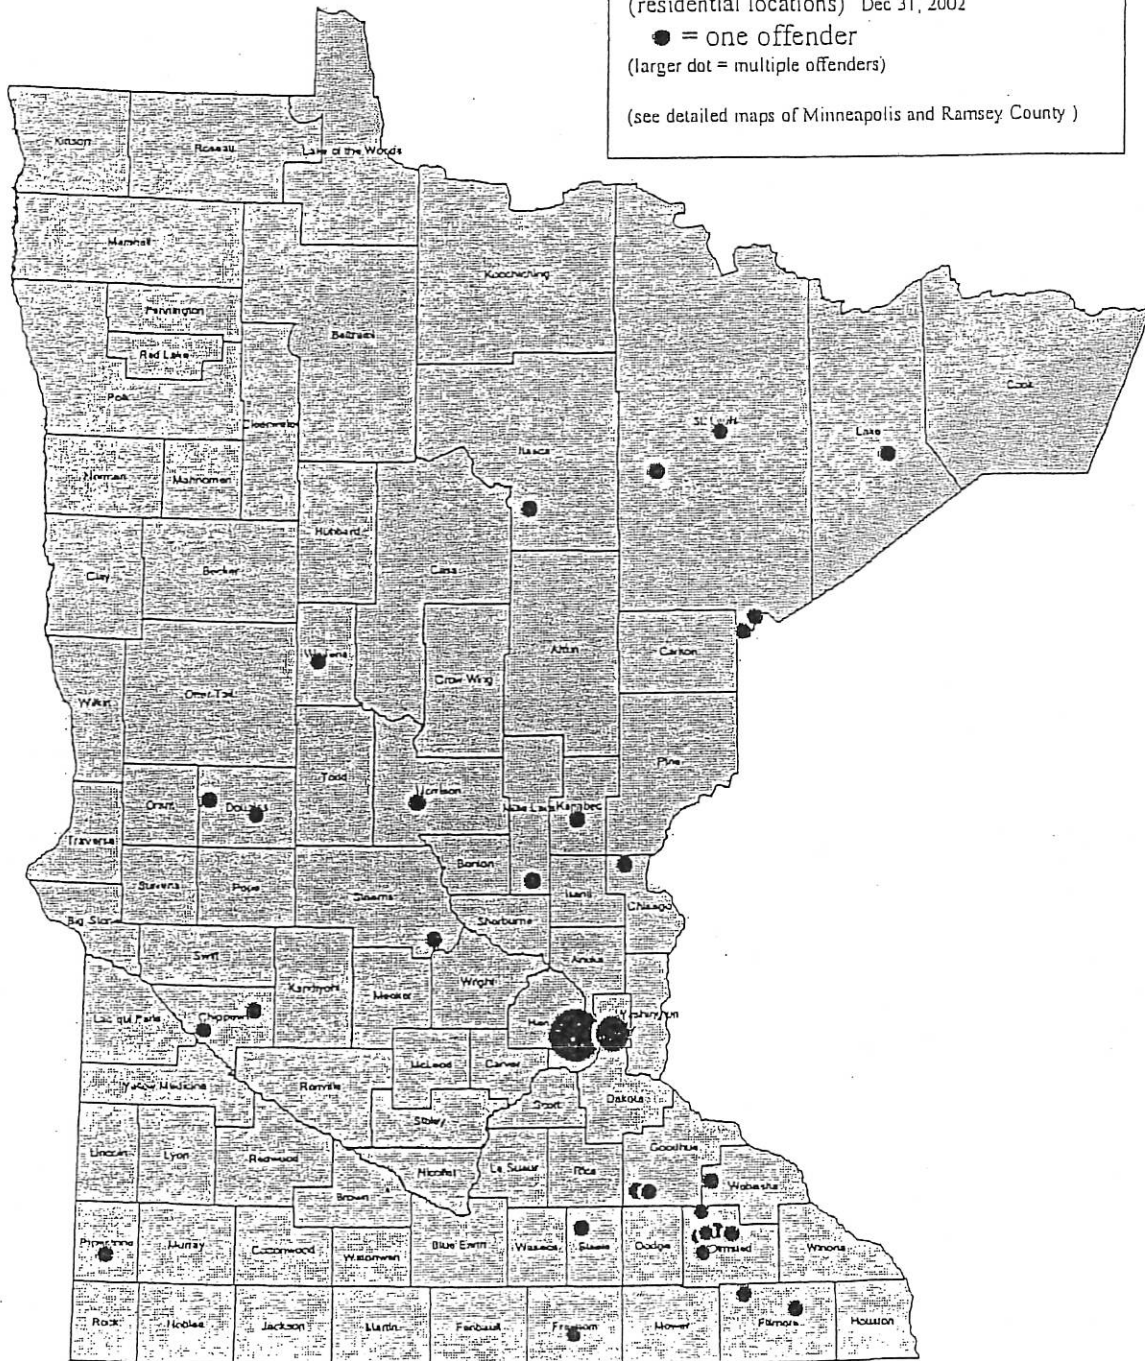 (residential locations) Dec 31, 2002
● = one offender
(larger dot = multiple offenders)
(see detailed maps of Minneapolis and Ramsey County )
Kittson
Roseau
Lake of the Woods
Marshall
Koochiching
Pennington
Beltrami
Red Lake
Cook
Polk
Clearwater
St. Louis
Lake
Itasca
Norman
Mahnomen
Hubbard
Cass
Clay
Becker
Aitkin
Carlton
Wadena
Crow Wing
Otter Tail
Wilkin
Pine
Todd
Morrison
Grant
Douglas
Mille Lacs
Kanabec
Traverse
Benton
Stevens
Pope
Stearns
Isanti
Chisago
Big Stone
Sherburne
Swift
Anoka
Kandiyohi
Meeker
Wright
Lac qui Parle
Chippewa
Henn
Washington
McLeod
Carver
Yellow Medicine
Renville
Scott
Dakota
Sibley
Goodhue
Lincoln
Lyon
Redwood
Nicollet
Le Sueur
Rice
Wabasha
Brown
Pipestone
Murray
Cottonwood
Watonwan
Blue Earth
Waseca
Steele
Dodge
Olmsted
Winona
Rock
Nobles
Jackson
Martin
Faribault
Freeborn
Mower
Fillmore
Houston